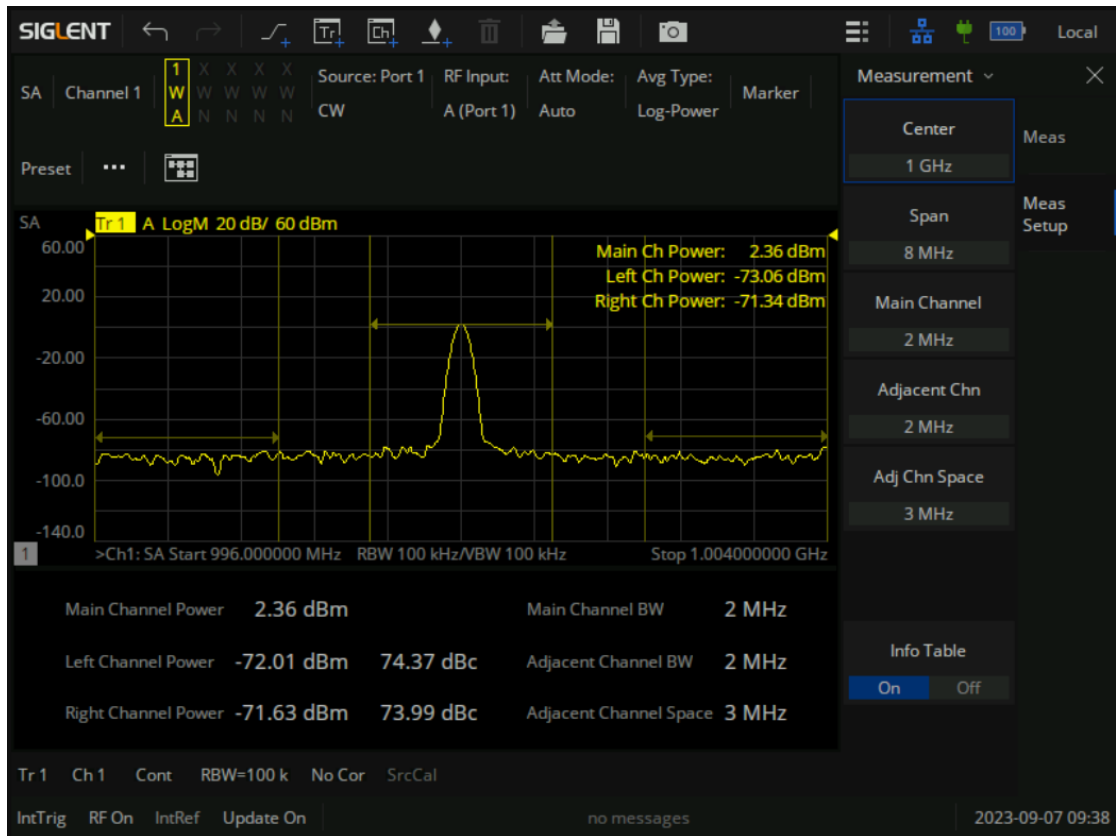 SIGLENT
Tr
Ch
100
Local
SA
Channel 1
1 X X X X
W W W W W
A N N N N
Source: Port 1
CW
RF Input:
A (Port 1)
Att Mode:
Auto
Avg Type:
Log-Power
Marker
Preset
...
SA
Tr 1 A LogM 20 dB/ 60 dBm
60.00
20.00
-20.00
-60.00
-100.0
-140.0
Main Ch Power: 2.36 dBm
Left Ch Power: -73.06 dBm
Right Ch Power: -71.34 dBm
1
>Ch1: SA Start 996.000000 MHz RBW 100 kHz/VBW 100 kHz Stop 1.004000000 GHz
Main Channel Power 2.36 dBm Main Channel BW 2 MHz
Left Channel Power -72.01 dBm 74.37 dBc Adjacent Channel BW 2 MHz
Right Channel Power -71.63 dBm 73.99 dBc Adjacent Channel Space 3 MHz
Measurement
Center
1 GHz
Span
8 MHz
Main Channel
2 MHz
Adjacent Chn
2 MHz
Adj Chn Space
3 MHz
Info Table
On Off
Meas
Meas
Setup
Tr 1 Ch 1 Cont RBW=100 k No Cor SrcCal
IntTrig RF On IntRef Update On no messages 2023-09-07 09:38